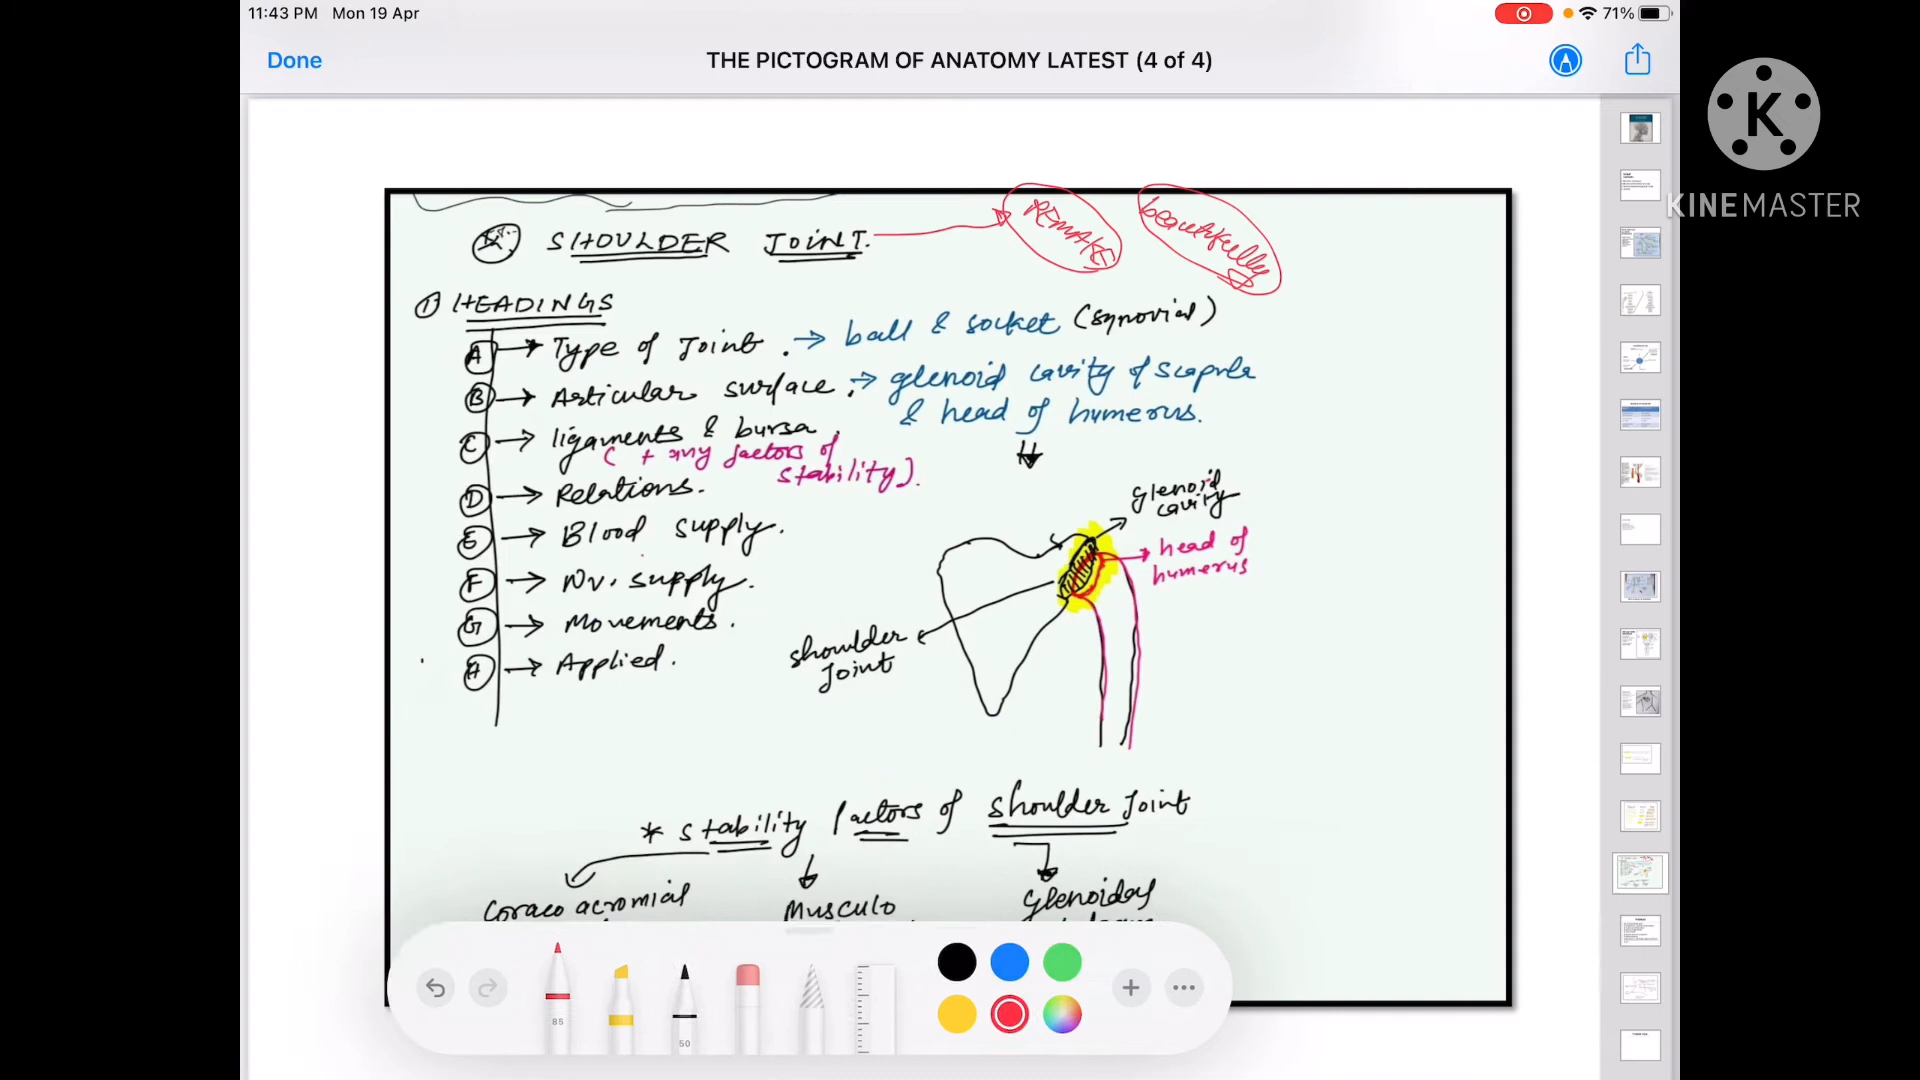 11:43 PM Mon 19 Apr
71%
Done
THE PICTOGRAM OF ANATOMY LATEST (4 of 4)
K
KINEMASTER
SHOULDER JOINT.
REMAKE
beautifully
① HEADINGS
A → Type of Joint. → ball & socket (synovial)
B → Articular surface. → glenoid cavity of scapula
& head of humerus.
C → ligaments & bursa.
( + any factors of
stability).
D → Relations.
E → Blood supply.
F → Nv. supply.
G → Movements.
H → Applied.
glenoid
cavity
head of
humerus
shoulder
Joint
* stability factors of shoulder Joint
Coraco acromial
Musculo
Glenoidal
85
50